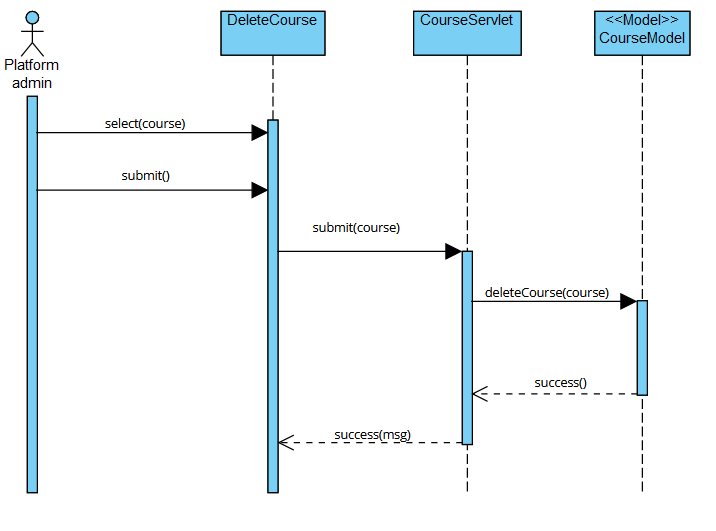 DeleteCourse
CourseServlet
<<Model>>
CourseModel
Platform
admin
select(course)
submit()
submit(course)
deleteCourse(course)
success()
success(msg)